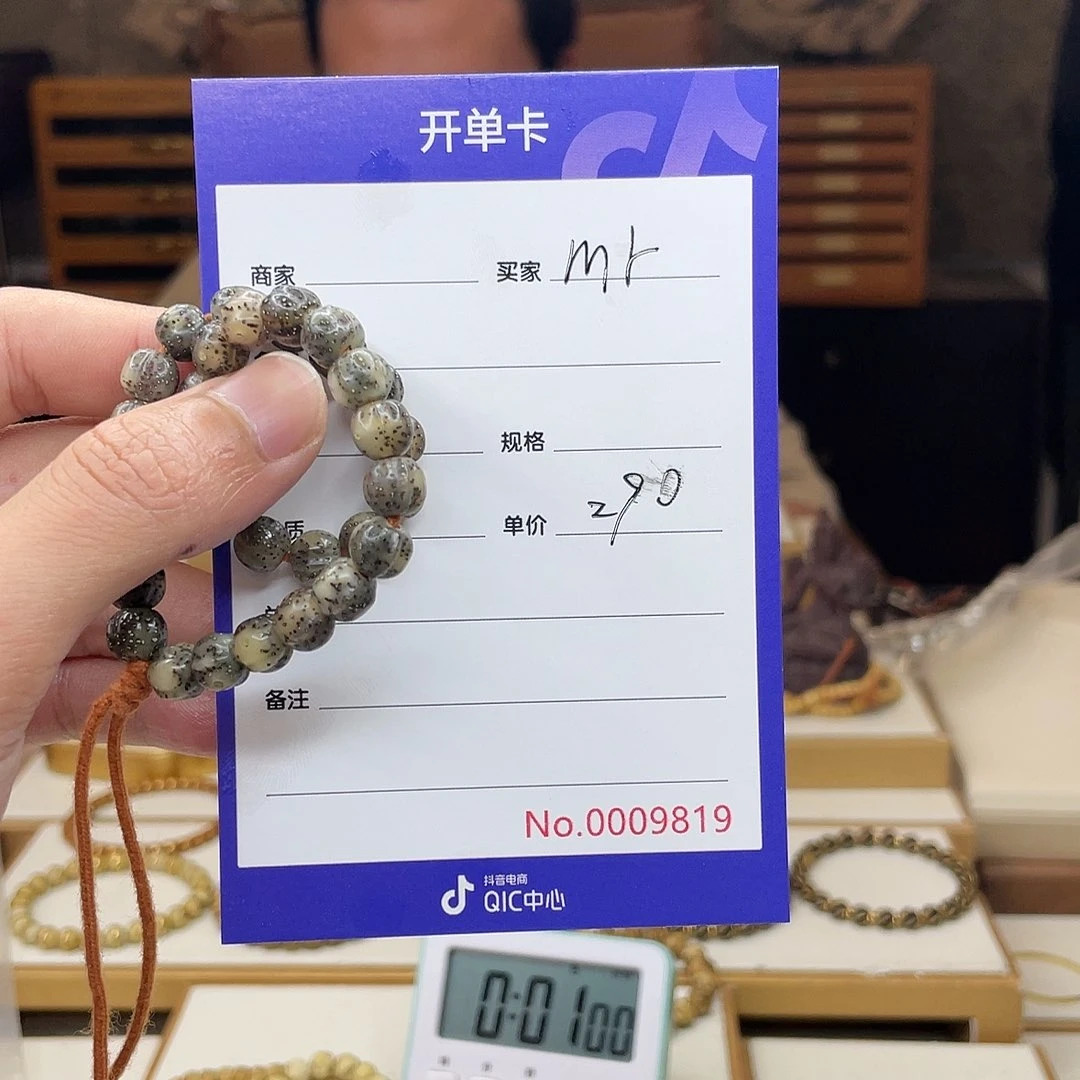 开单卡
商家 买家 mr
规格
质 单价 290
备注
No.0009819
抖音电商
QIC中心
0:01 00